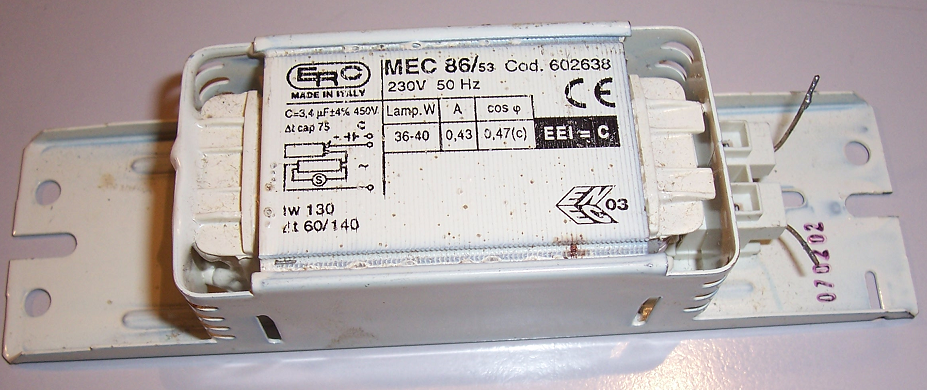 ERC
MADE IN ITALY
MEC 86/53 Cod. 602638
230V 50 Hz
C=3,4 µF±4% 450V
Δt cap 75
Lamp. W A cos φ
36-40 0,43 0,47(c)
CE
EEI = C
S
~
tw 130
Δt 60/140
ENEC 03
070202